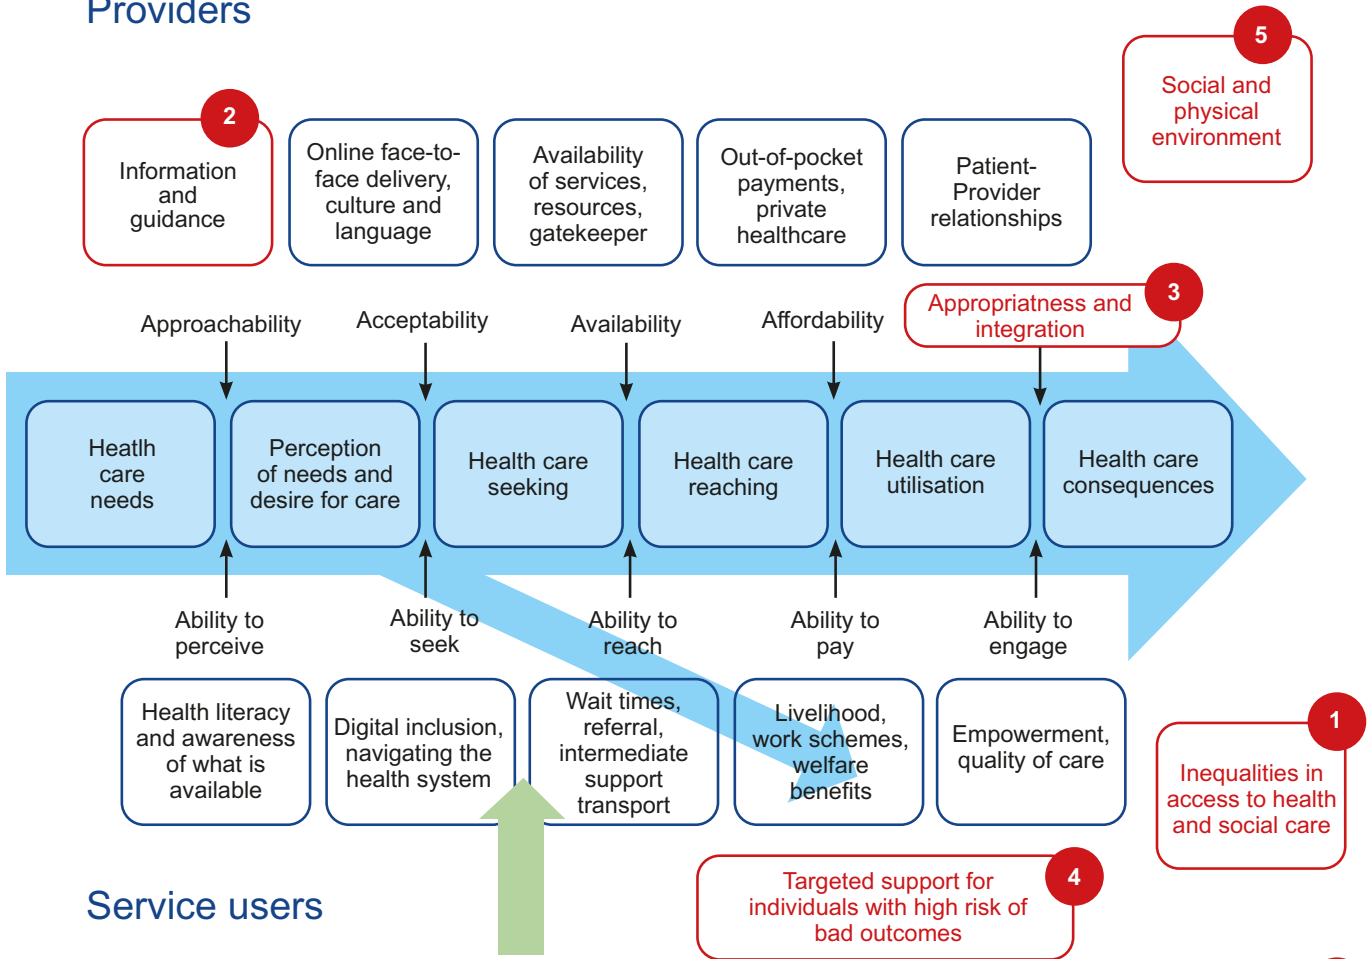 Providers
5
Social and
physical
environment
2
Information
and
guidance
Online face-to-
face delivery,
culture and
language
Availability
of services,
resources,
gatekeeper
Out-of-pocket
payments,
private
healthcare
Patient-
Provider
relationships
Approachability
Acceptability
Availability
Affordability
3
Appropriatness and
integration
Heatlh
care
needs
Perception
of needs and
desire for care
Health care
seeking
Health care
reaching
Health care
utilisation
Health care
consequences
Ability to
perceive
Ability to
seek
Ability to
reach
Ability to
pay
Ability to
engage
Health literacy
and awareness
of what is
available
Digital inclusion,
navigating the
health system
Wait times,
referral,
intermediate
support
transport
Livelihood,
work schemes,
welfare
benefits
Empowerment,
quality of care
1
Inequalities in
access to health
and social care
Service users
4
Targeted support for
individuals with high risk of
bad outcomes